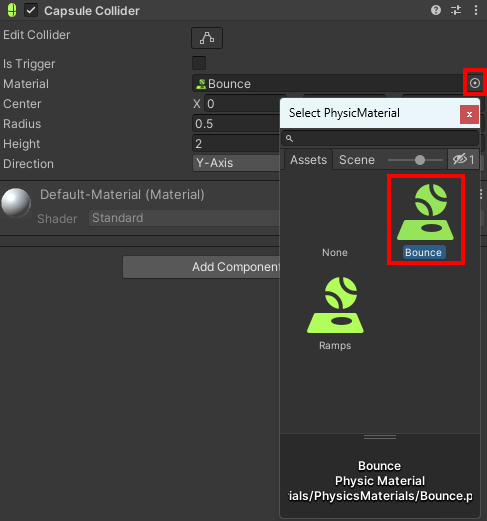 Capsule Collider
Edit Collider
Is Trigger
Material Bounce
Center X 0
Radius 0.5
Height 2
Direction Y-Axis
Select PhysicMaterial
Assets Scene 1
None Bounce
Ramps
Default-Material (Material)
Shader Standard
Add Component
Bounce
Physic Material
ials/PhysicsMaterials/Bounce.p